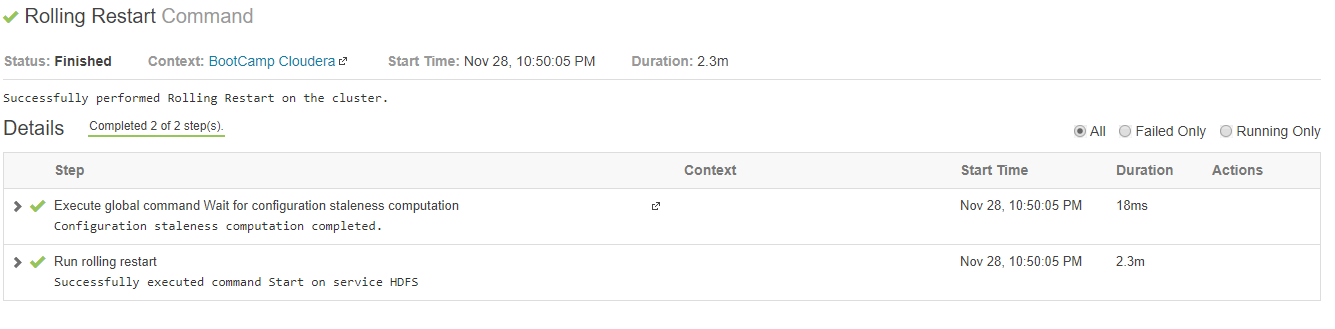 Rolling Restart Command
Status: Finished Context: BootCamp Cloudera Start Time: Nov 28, 10:50:05 PM Duration: 2.3m
Successfully performed Rolling Restart on the cluster.
Details Completed 2 of 2 step(s). All Failed Only Running Only
Step Context Start Time Duration Actions
Execute global command Wait for configuration staleness computation Nov 28, 10:50:05 PM 18ms
Configuration staleness computation completed.
Run rolling restart Nov 28, 10:50:05 PM 2.3m
Successfully executed command Start on service HDFS